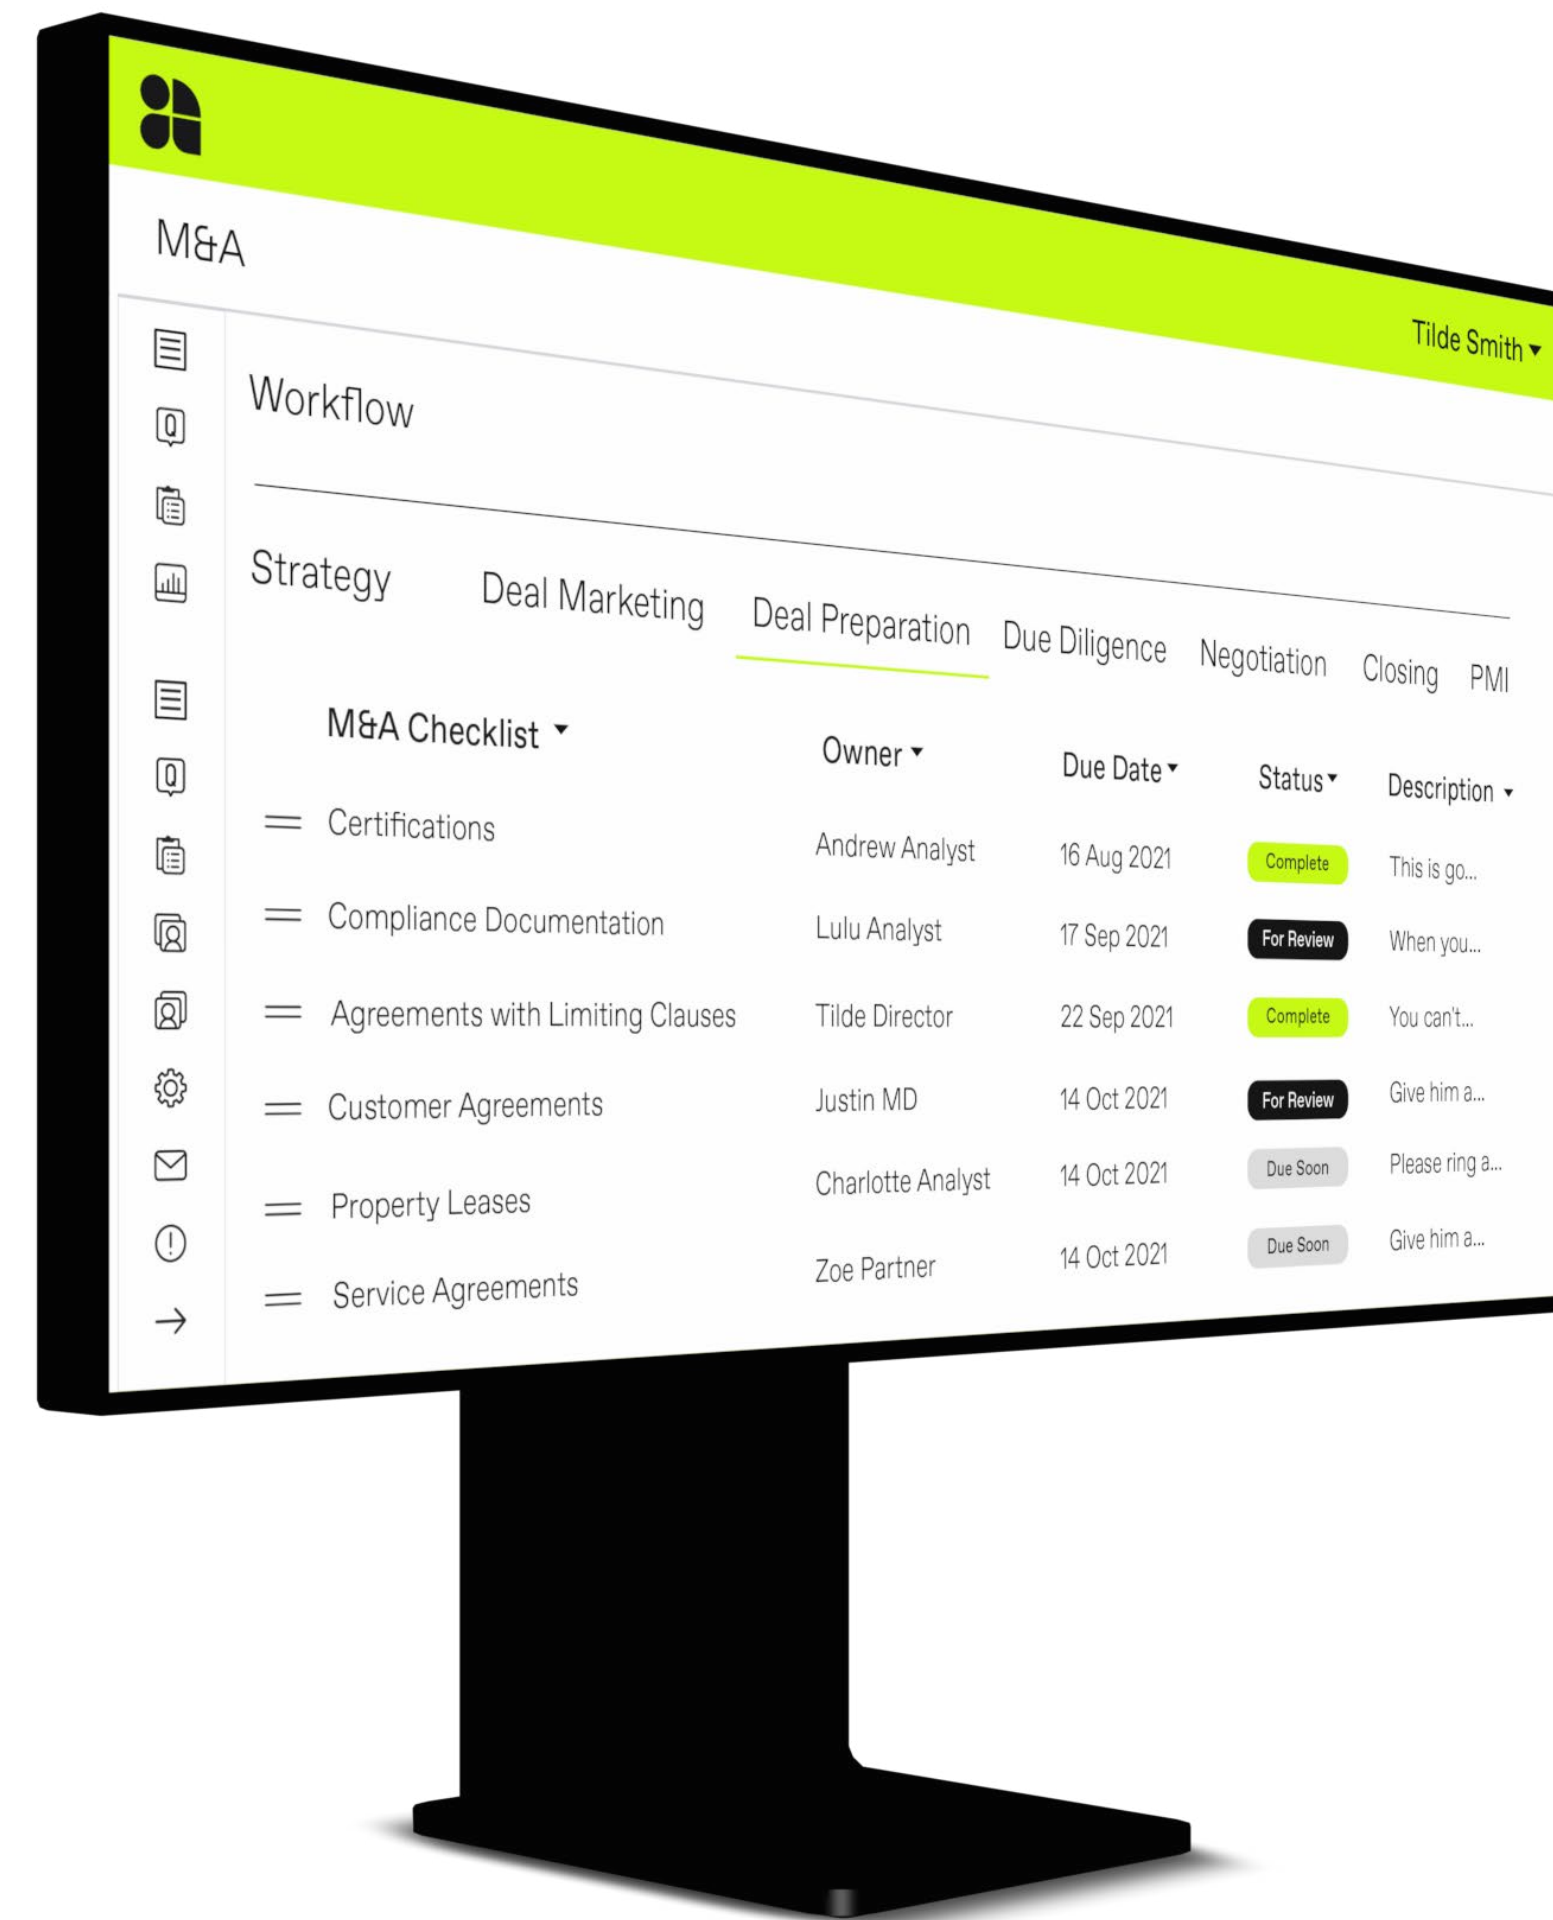 Tilde Smith
M&A
Workflow
Strategy Deal Marketing Deal Preparation Due Diligence Negotiation Closing PMI
M&A Checklist Owner Due Date Status Description
Certifications Andrew Analyst 16 Aug 2021 Complete This is go...
Compliance Documentation Lulu Analyst 17 Sep 2021 For Review When you...
Agreements with Limiting Clauses Tilde Director 22 Sep 2021 Complete You can't...
Customer Agreements Justin MD 14 Oct 2021 For Review Give him a...
Property Leases Charlotte Analyst 14 Oct 2021 Due Soon Please ring a...
Service Agreements Zoe Partner 14 Oct 2021 Due Soon Give him a...